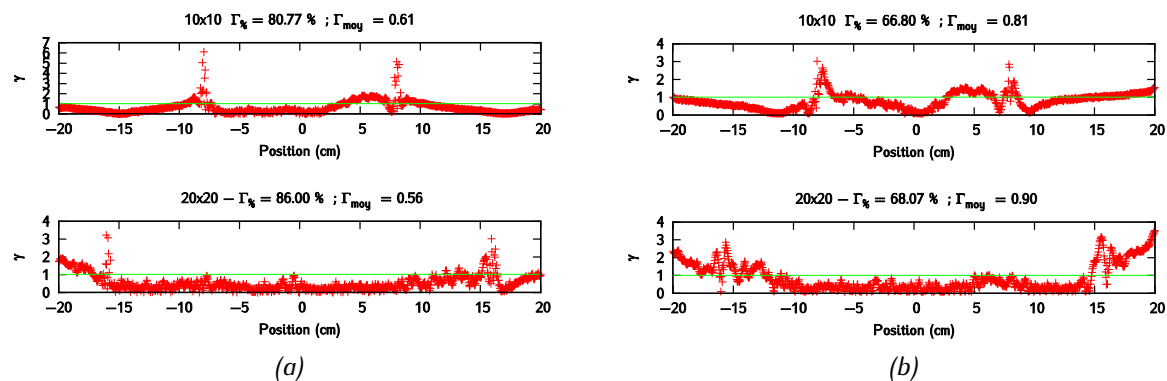 10x10 Γ% = 80.77 % ; Γmoy = 0.61
7
6
5
4
3
2
1
0
γ
−20 −15 −10 −5 0 5 10 15 20
Position (cm)
20x20 − Γ% = 86.00 % ; Γmoy = 0.56
4
3
2
1
0
γ
−20 −15 −10 −5 0 5 10 15 20
Position (cm)
(a)
10x10 Γ% = 66.80 % ; Γmoy = 0.81
4
3
2
1
0
γ
−20 −15 −10 −5 0 5 10 15 20
Position (cm)
20x20 − Γ% = 68.07 % ; Γmoy = 0.90
4
3
2
1
0
γ
−20 −15 −10 −5 0 5 10 15 20
Position (cm)
(b)